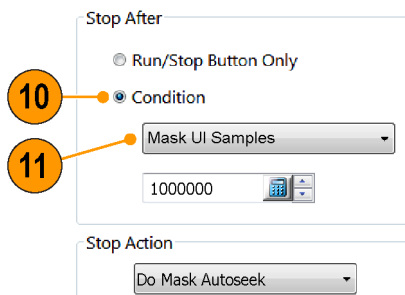 Stop After
Run/Stop Button Only
10
Condition
11
Mask UI Samples
1000000
Stop Action
Do Mask Autoseek